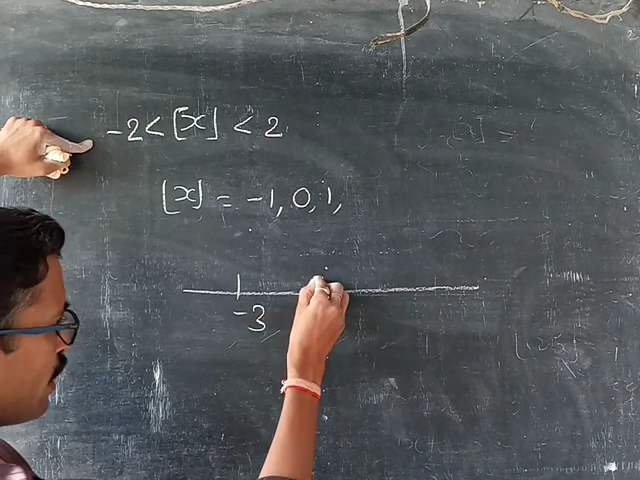 -2 < [x] < 2
[x] = -1, 0, 1,
-3